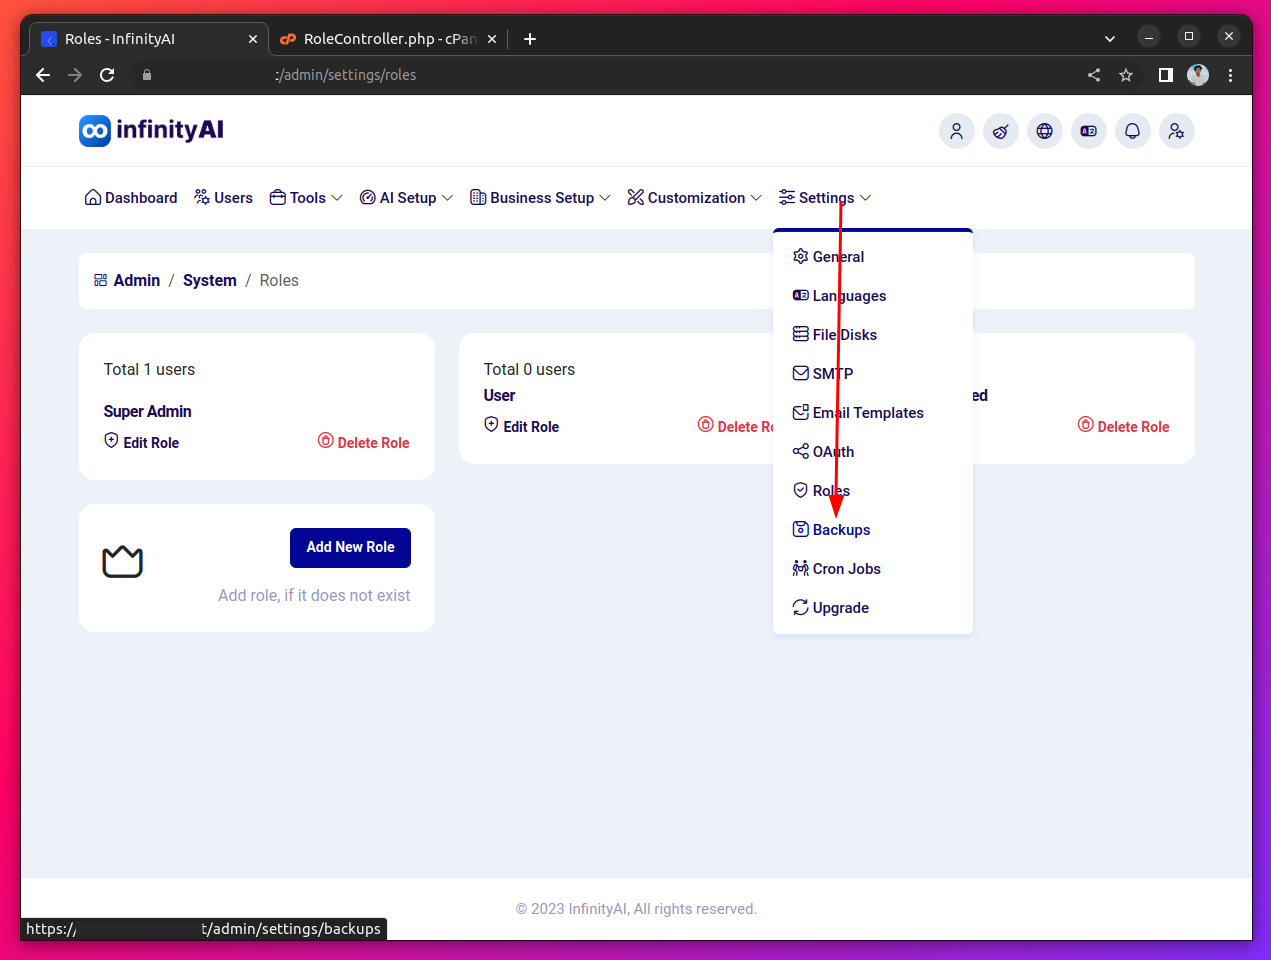 Roles - InfinityAI
RoleController.php - cPan
:/admin/settings/roles
infinityAI
Dashboard Users Tools AI Setup Business Setup Customization Settings
General
Languages
File Disks
SMTP
Email Templates
OAuth
Roles
Backups
Cron Jobs
Upgrade
Admin / System / Roles
Total 1 users
Super Admin
Edit Role Delete Role
Total 0 users
User
Edit Role Delete Ro
ed
Delete Role
Add New Role
Add role, if it does not exist
© 2023 InfinityAI, All rights reserved.
https:// t/admin/settings/backups